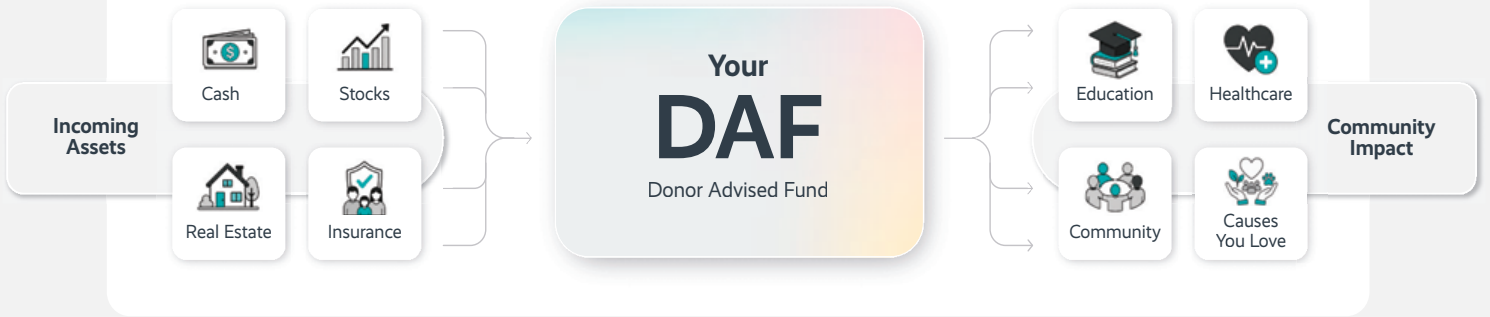 Incoming
Assets
Cash
Stocks
Real Estate
Insurance
Your
DAF
Donor Advised Fund
Education
Healthcare
Community
Causes
You Love
Community
Impact